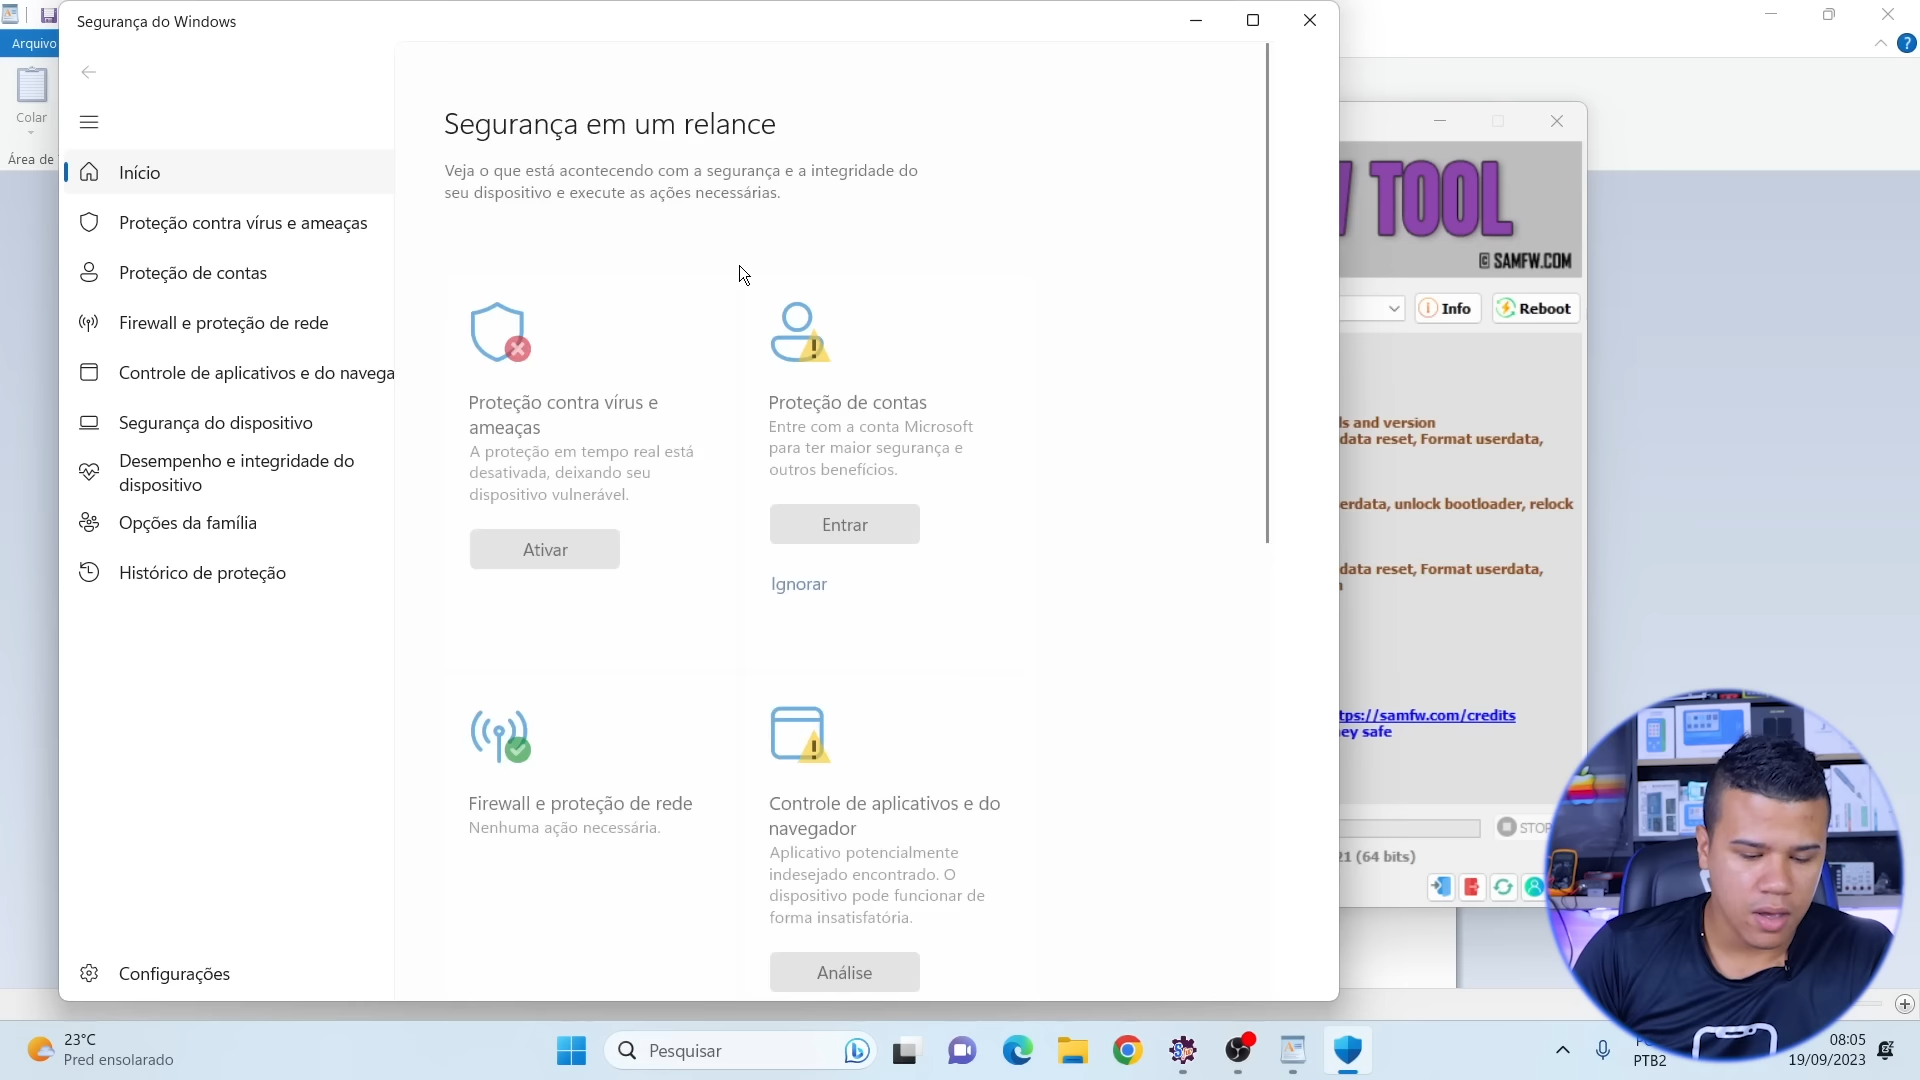 Segurança do Windows
Arquivo
Colar
Área de
Início
Proteção contra vírus e ameaças
Proteção de contas
Firewall e proteção de rede
Controle de aplicativos e do navega
Segurança do dispositivo
Desempenho e integridade do
dispositivo
Opções da família
Histórico de proteção
Configurações
Segurança em um relance
Veja o que está acontecendo com a segurança e a integridade do
seu dispositivo e execute as ações necessárias.
Proteção contra vírus e
ameaças
A proteção em tempo real está
desativada, deixando seu
dispositivo vulnerável.
Ativar
Proteção de contas
Entre com a conta Microsoft
para ter maior segurança e
outros benefícios.
Entrar
Ignorar
Firewall e proteção de rede
Nenhuma ação necessária.
Controle de aplicativos e do
navegador
Aplicativo potencialmente
indesejado encontrado. O
dispositivo pode funcionar de
forma insatisfatória.
Análise
TOOL
© SAMFW.COM
Info
Reboot
ls and version
data reset, Format userdata,
erdata, unlock bootloader, relock
data reset, Format userdata,
tps://samfw.com/credits
ey safe
STOP
21 (64 bits)
23°C
Pred ensolarado
Pesquisar
PTB2
08:05
19/09/2023